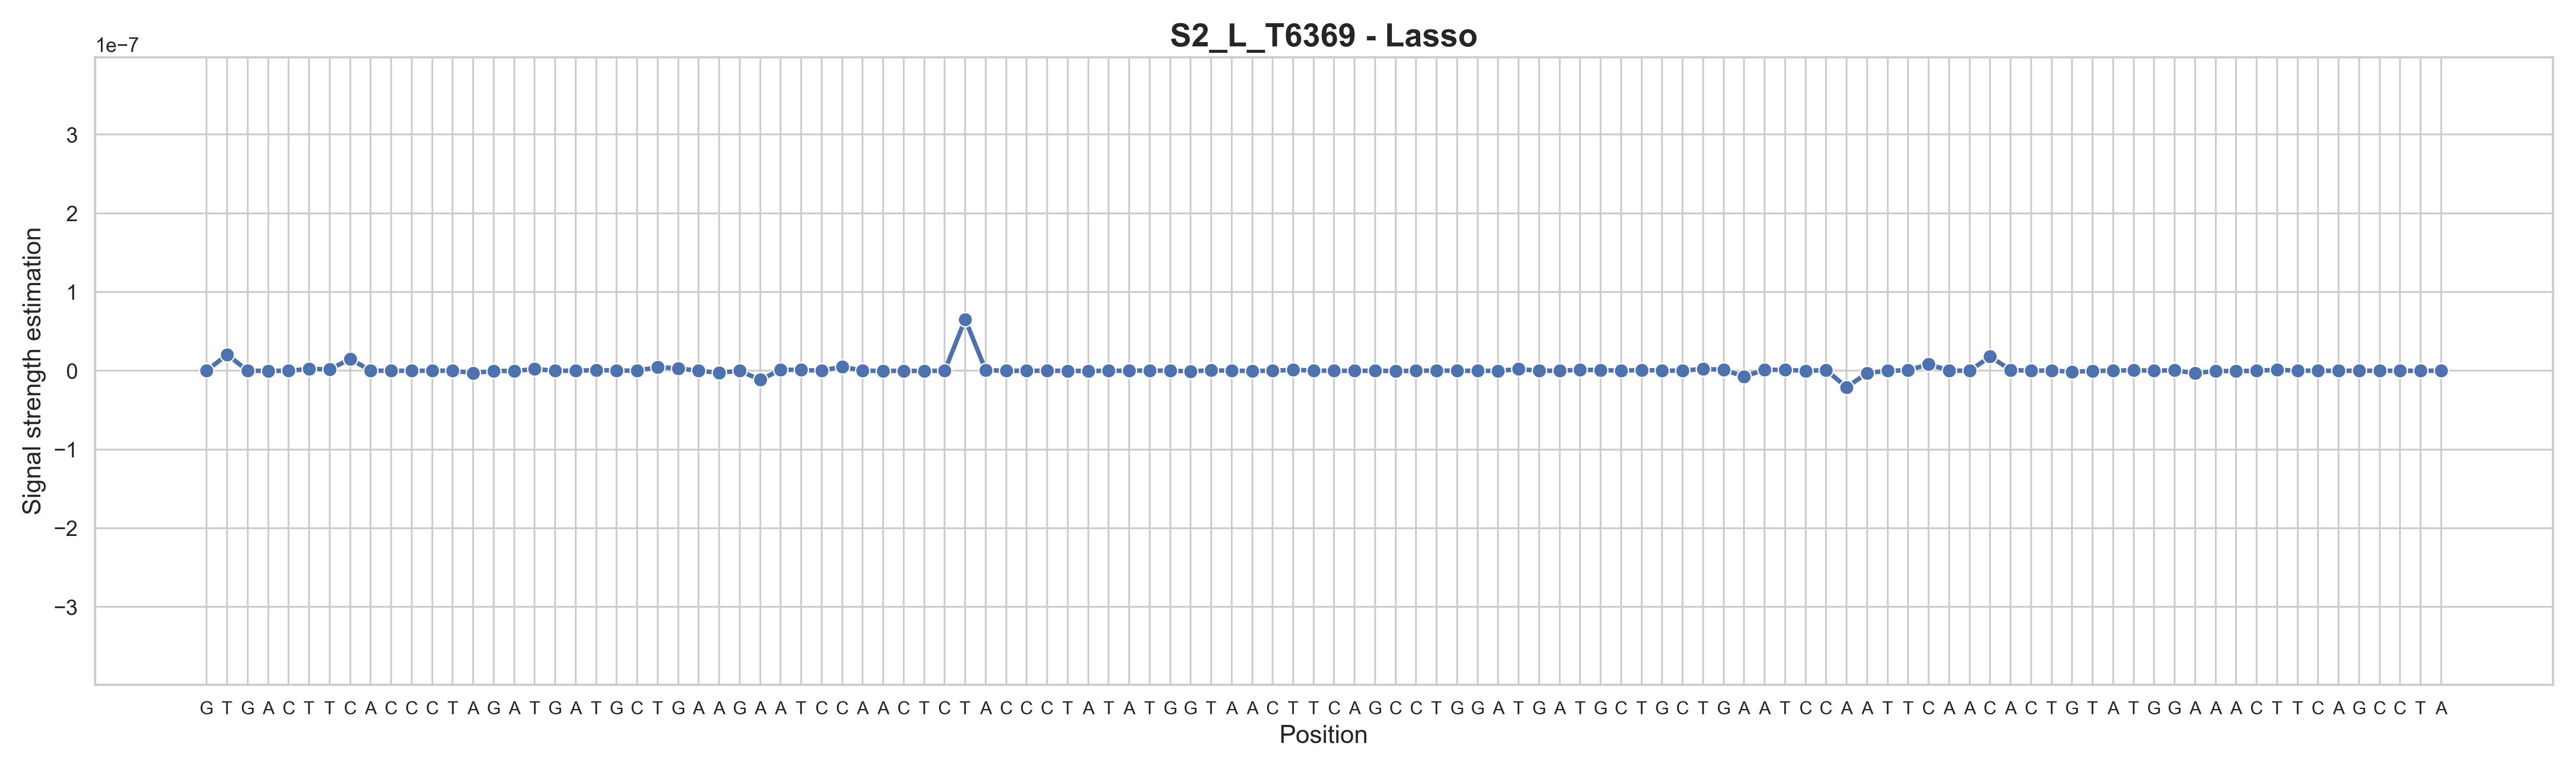 S2_L_T6369 - Lasso
1e−7
3
2
1
0
−1
−2
−3
Signal strength estimation
G T G A C T T C A C C C T A G A T G A T G C T G A A G A A T C C A A C T C T A C C C T A T A T G G T A A C T T C A G C C T G G A T G A T G C T G C T G A A T C C A A T T C A A C A C T G T A T G G A A A C T T C A G C C T A
Position